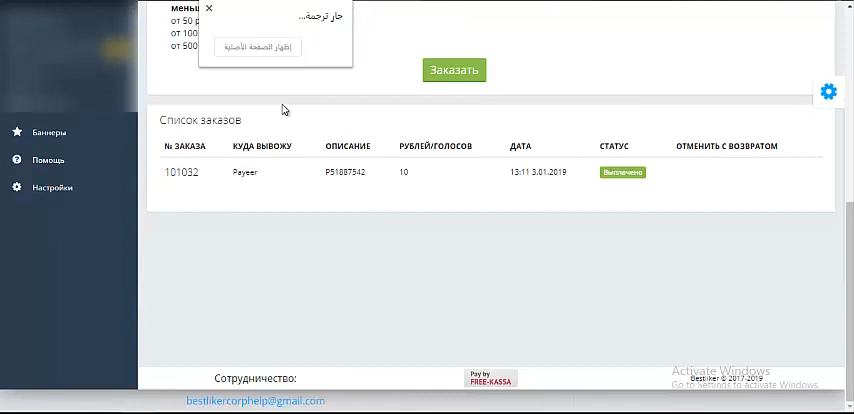 меньш
от 50 р
от 100
от 500
جار ترجمة...
إظهار الصفحة الأصلية
Заказать
Баннеры
Помощь
Настройки
Список заказов
№ ЗАКАЗА КУДА ВЫВОЖУ ОПИСАНИЕ РУБЛЕЙ/ГОЛОСОВ ДАТА СТАТУС ОТМЕНИТЬ С ВОЗВРАТОМ
101032 Payeer P51887542 10 13:11 3.01.2019 Выплачено
Сотрудничество:
Pay by
FREE-KASSA
Activate Windows
Bestliker © 2017-2019
Go to Settings to activate Windows.
bestlikercorphelp@gmail.com